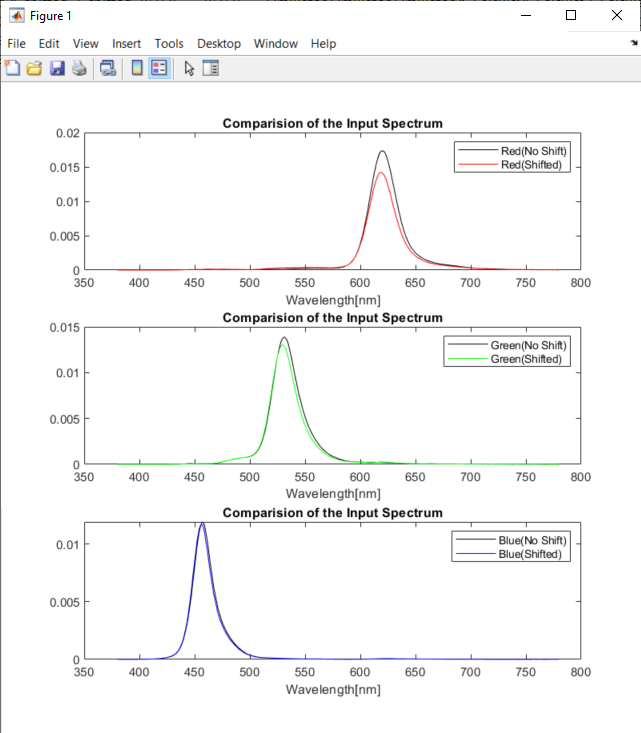 Figure 1
File Edit View Insert Tools Desktop Window Help
Comparision of the Input Spectrum
0.02
0.015
0.01
0.005
0
Red(No Shift)
Red(Shifted)
350 400 450 500 550 600 650 700 750 800
Wavelength[nm]
Comparision of the Input Spectrum
0.015
0.01
0.005
0
Green(No Shift)
Green(Shifted)
350 400 450 500 550 600 650 700 750 800
Wavelength[nm]
Comparision of the Input Spectrum
0.01
0.005
0
Blue(No Shift)
Blue(Shifted)
350 400 450 500 550 600 650 700 750 800
Wavelength[nm]